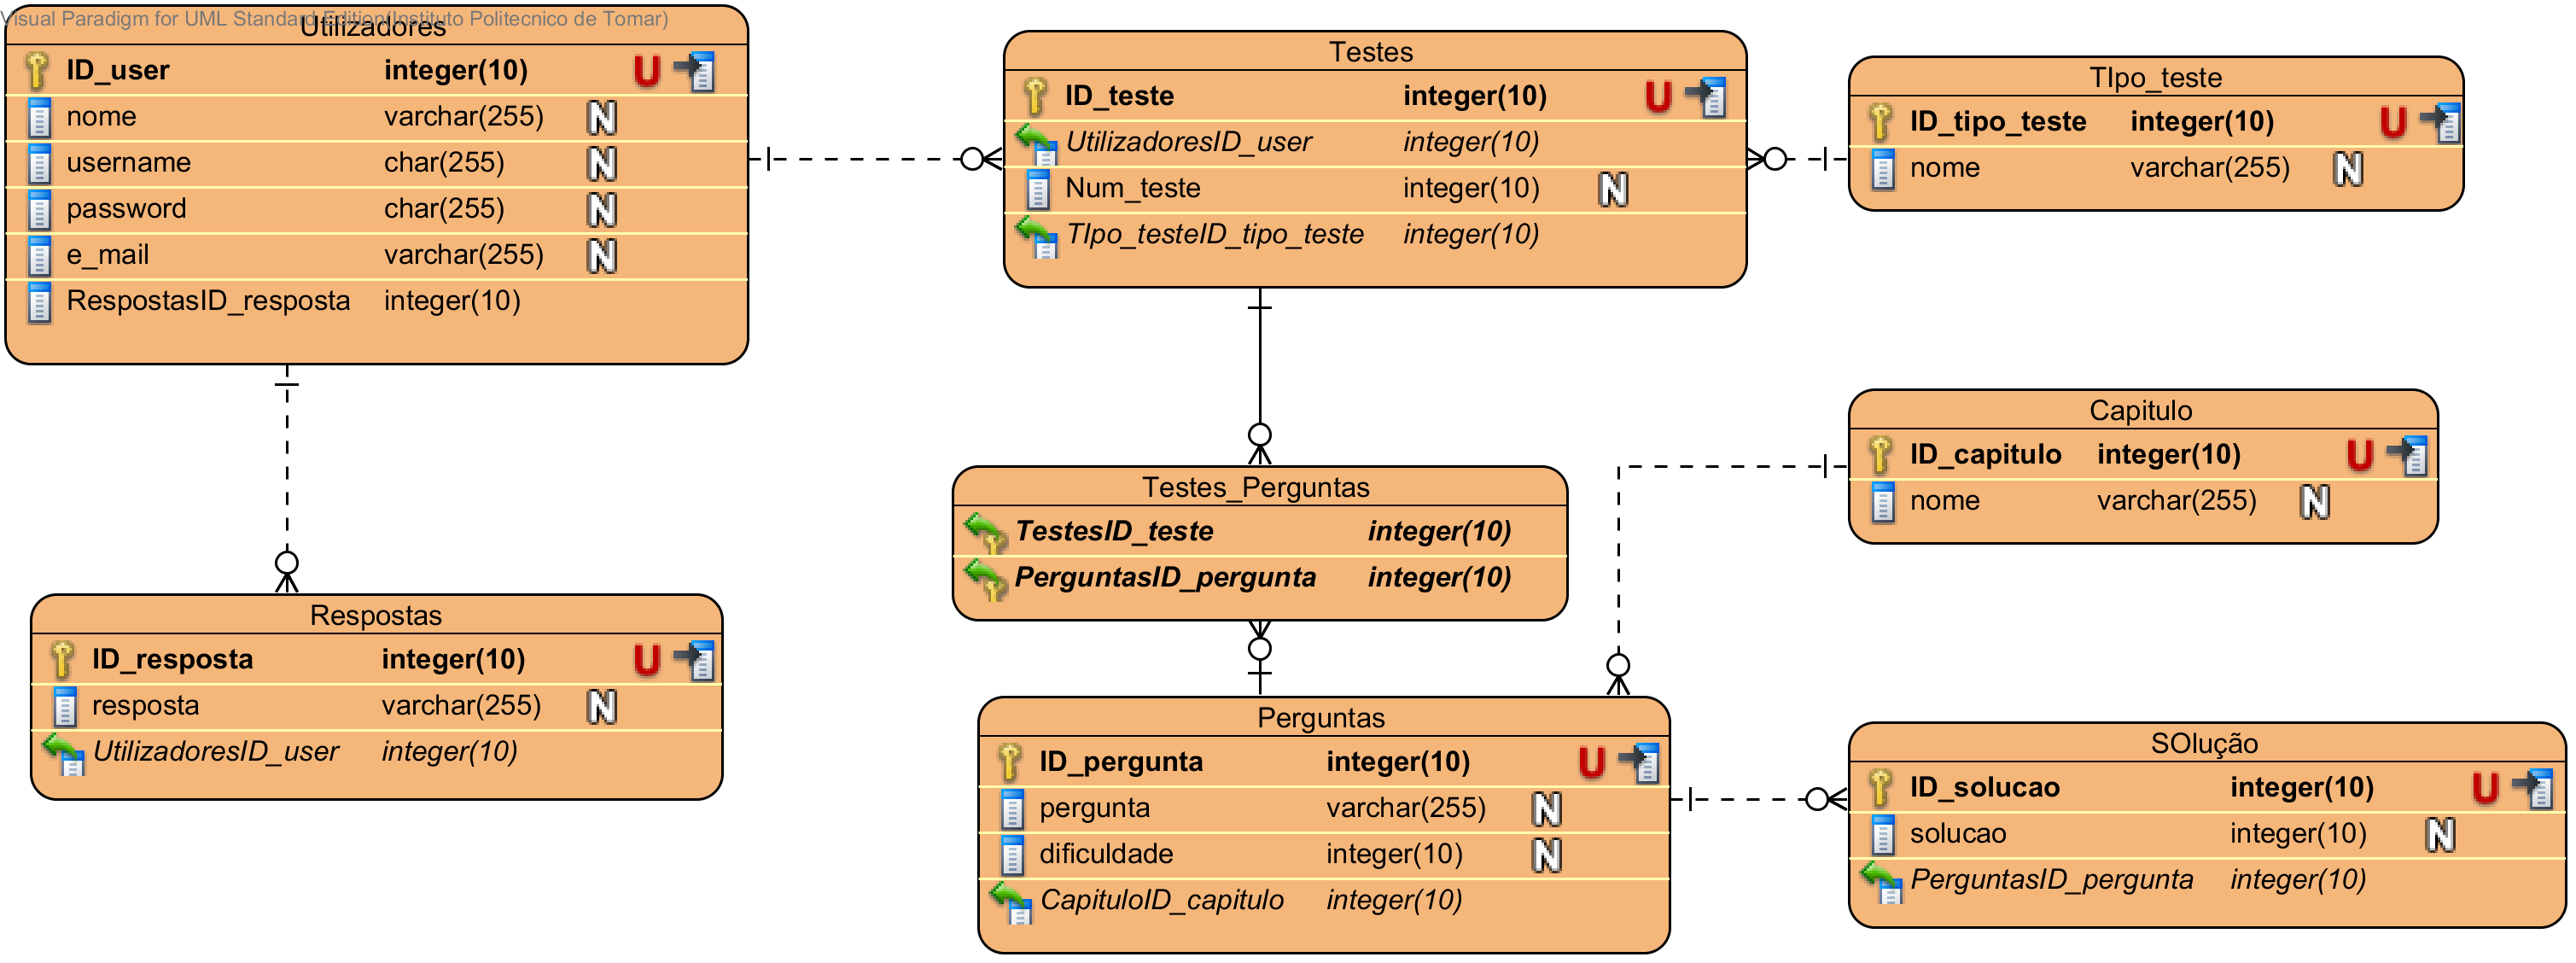 Visual Paradigm for UML Standard Edition(Instituto Politecnico de Tomar)
Utilizadores
ID_user integer(10) U
nome varchar(255) N
username char(255) N
password char(255) N
e_mail varchar(255) N
RespostasID_resposta integer(10)
Testes
ID_teste integer(10) U
UtilizadoresID_user integer(10)
Num_teste integer(10) N
TIpo_testeID_tipo_teste integer(10)
TIpo_teste
ID_tipo_teste integer(10) U
nome varchar(255) N
Capitulo
ID_capitulo integer(10) U
nome varchar(255) N
Testes_Perguntas
TestesID_teste integer(10)
PerguntasID_pergunta integer(10)
Respostas
ID_resposta integer(10) U
resposta varchar(255) N
UtilizadoresID_user integer(10)
Perguntas
ID_pergunta integer(10) U
pergunta varchar(255) N
dificuldade integer(10) N
CapituloID_capitulo integer(10)
SOlução
ID_solucao integer(10) U
solucao integer(10) N
PerguntasID_pergunta integer(10)